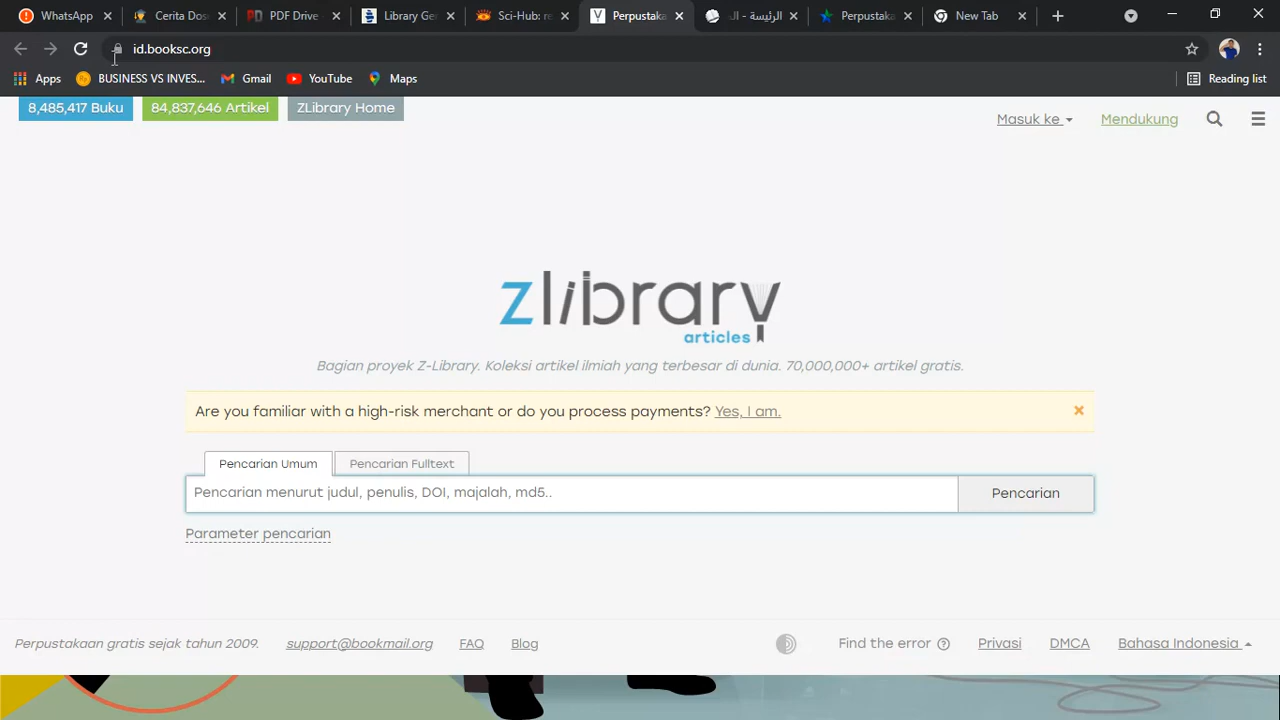 WhatsApp
Cerita Dos
PDF Drive
Library Ge
Sci-Hub: r
Perpustaka
الرئيسة - ال
Perpustaka
New Tab
id.booksc.org
Apps
BUSINESS VS INVES...
Gmail
YouTube
Maps
Reading list
8,485,417 Buku
84,837,646 Artikel
ZLibrary Home
Masuk ke
Mendukung
zlibrary
articles
Bagian proyek Z-Library. Koleksi artikel ilmiah yang terbesar di dunia. 70,000,000+ artikel gratis.
Are you familiar with a high-risk merchant or do you process payments? Yes, I am.
Pencarian Umum
Pencarian Fulltext
Pencarian menurut judul, penulis, DOI, majalah, md5..
Pencarian
Parameter pencarian
Perpustakaan gratis sejak tahun 2009.
support@bookmail.org
FAQ
Blog
Find the error
Privasi
DMCA
Bahasa Indonesia